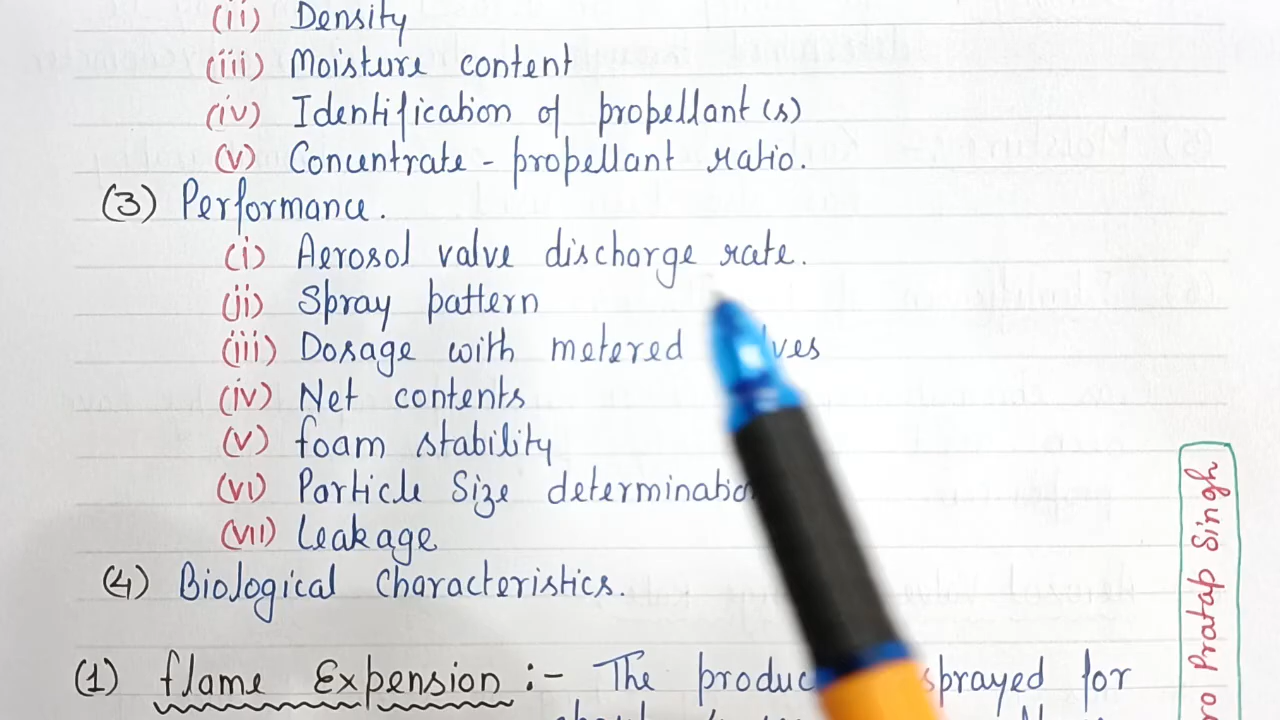 (ii) Density
(iii) Moisture content
(iv) Identification of propellant(s)
(v) Concentrate - propellant ratio.
(3) Performance.
(i) Aerosol valve discharge rate.
(ii) Spray pattern
(iii) Dosage with metered
(iv) Net contents
(v) foam stability
(vi) Particle Size determination
(vii) Leakage
(4) Biological Characteristics.
(1) flame Expension :- The sprayed for
Pratap Singh